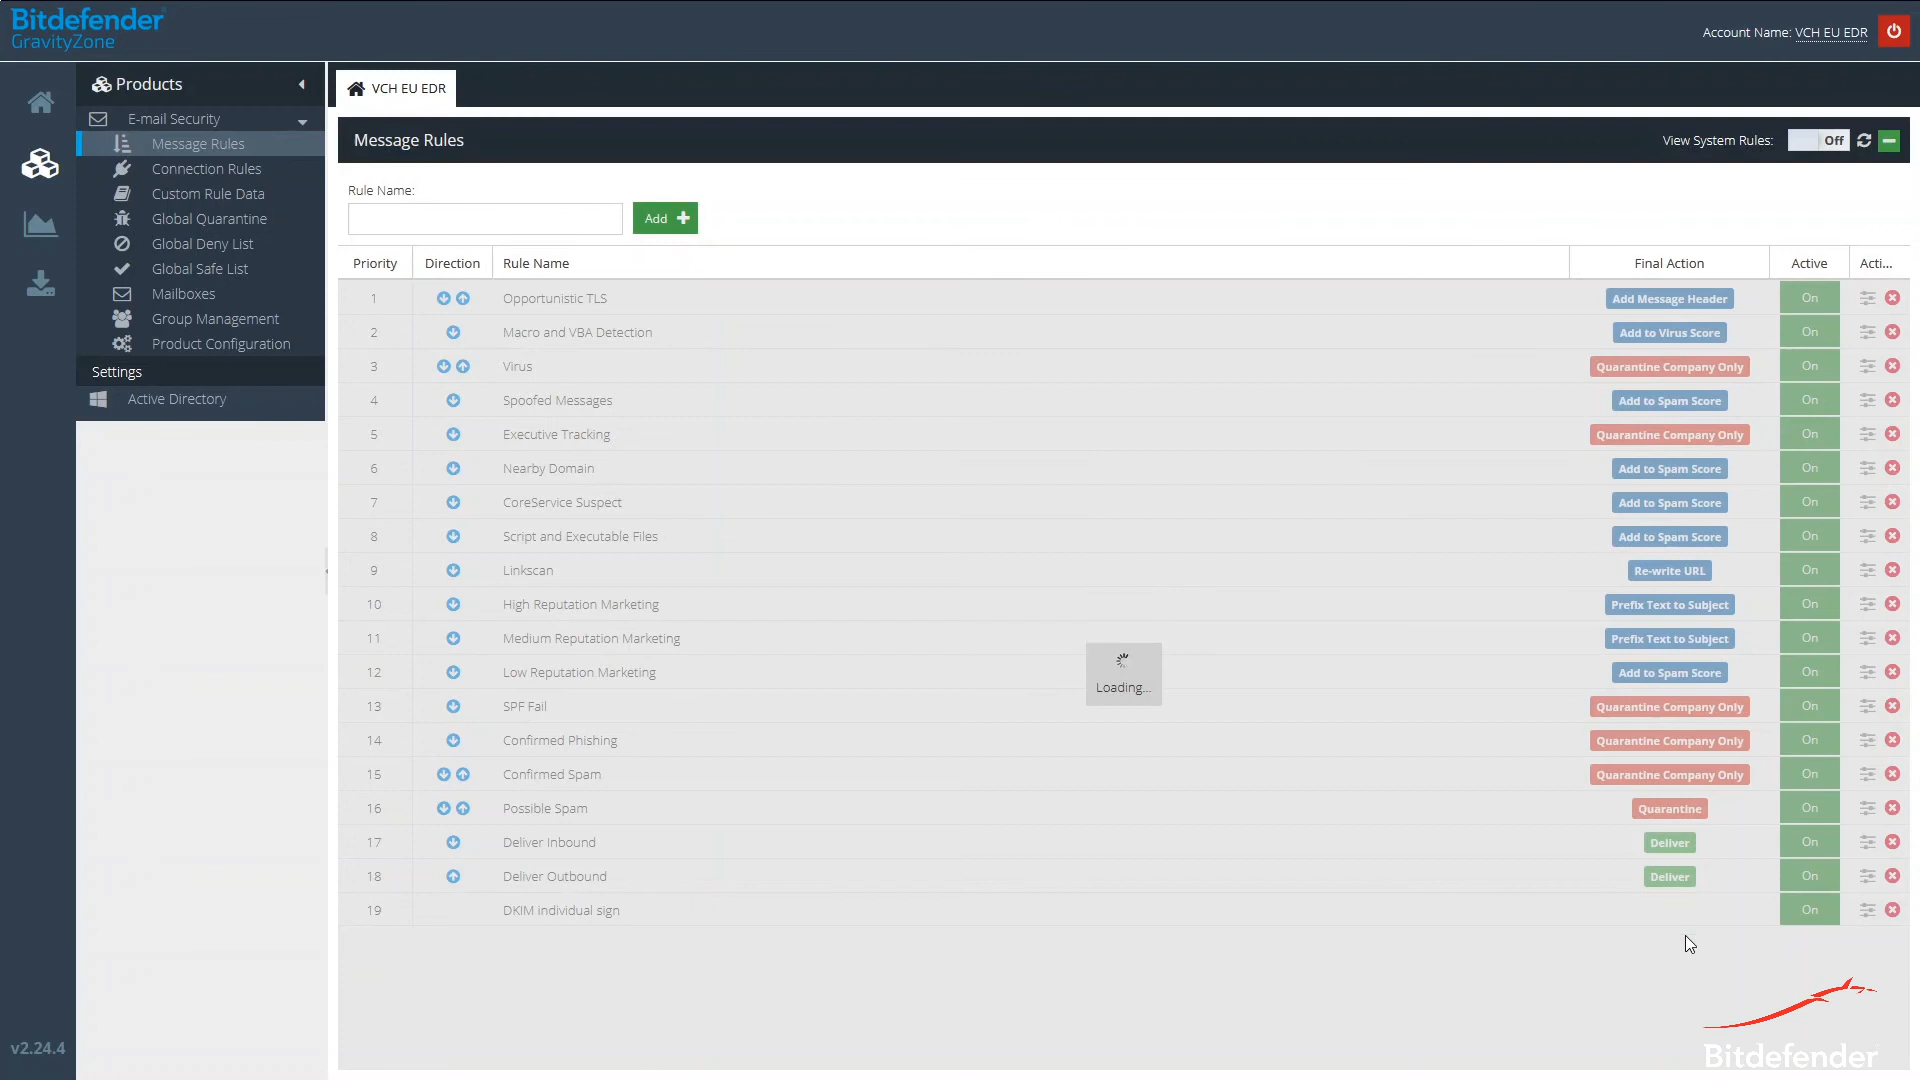 Bitdefender
GravityZone
Account Name: VCH EU EDR
Products
VCH EU EDR
E-mail Security
Message Rules
Connection Rules
Custom Rule Data
Global Quarantine
Global Deny List
Global Safe List
Mailboxes
Group Management
Product Configuration
Settings
Active Directory
v2.24.4
Message Rules
View System Rules: Off
Rule Name:
Add
Priority Direction Rule Name Final Action Active Acti...
1 Opportunistic TLS Add Message Header On
2 Macro and VBA Detection Add to Virus Score On
3 Virus Quarantine Company Only On
4 Spoofed Messages Add to Spam Score On
5 Executive Tracking Quarantine Company Only On
6 Nearby Domain Add to Spam Score On
7 CoreService Suspect Add to Spam Score On
8 Script and Executable Files Add to Spam Score On
9 Linkscan Re-write URL On
10 High Reputation Marketing Prefix Text to Subject On
11 Medium Reputation Marketing Prefix Text to Subject On
12 Low Reputation Marketing Add to Spam Score On
Loading...
13 SPF Fail Quarantine Company Only On
14 Confirmed Phishing Quarantine Company Only On
15 Confirmed Spam Quarantine Company Only On
16 Possible Spam Quarantine On
17 Deliver Inbound Deliver On
18 Deliver Outbound Deliver On
19 DKIM individual sign On
Bitdefender